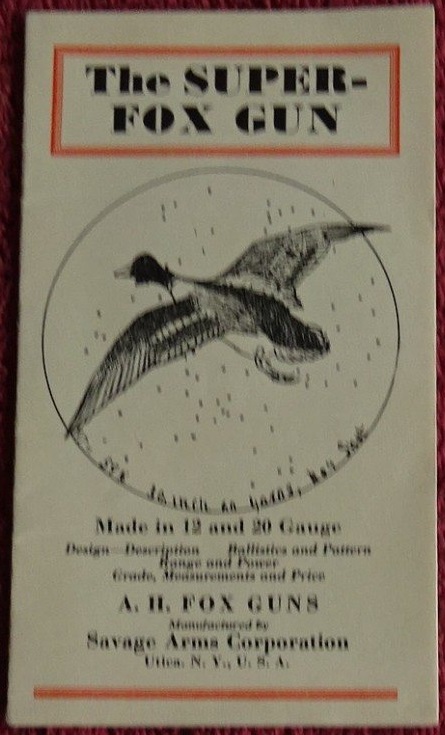 The SUPER-
FOX GUN
Made in 12 and 20 Gauge
Design Description Ballistics and Pattern
Range and Power
Grade, Measurements and Price
A. H. FOX GUNS
Manufactured by
Savage Arms Corporation
Utica, N. Y., U. S. A.